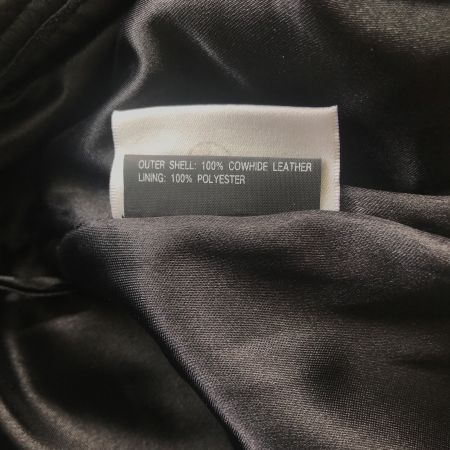 OUTER SHELL: 100% COWHIDE LEATHER
LINING: 100% POLYESTER